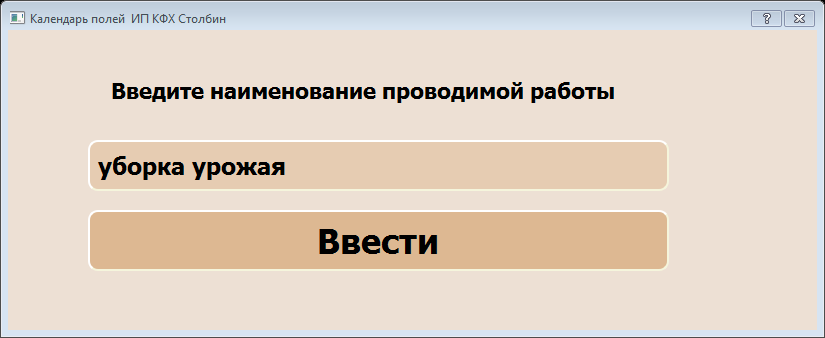 Календарь полей  ИП КФХ Столбин
Введите наименование проводимой работы
уборка урожая
Ввести